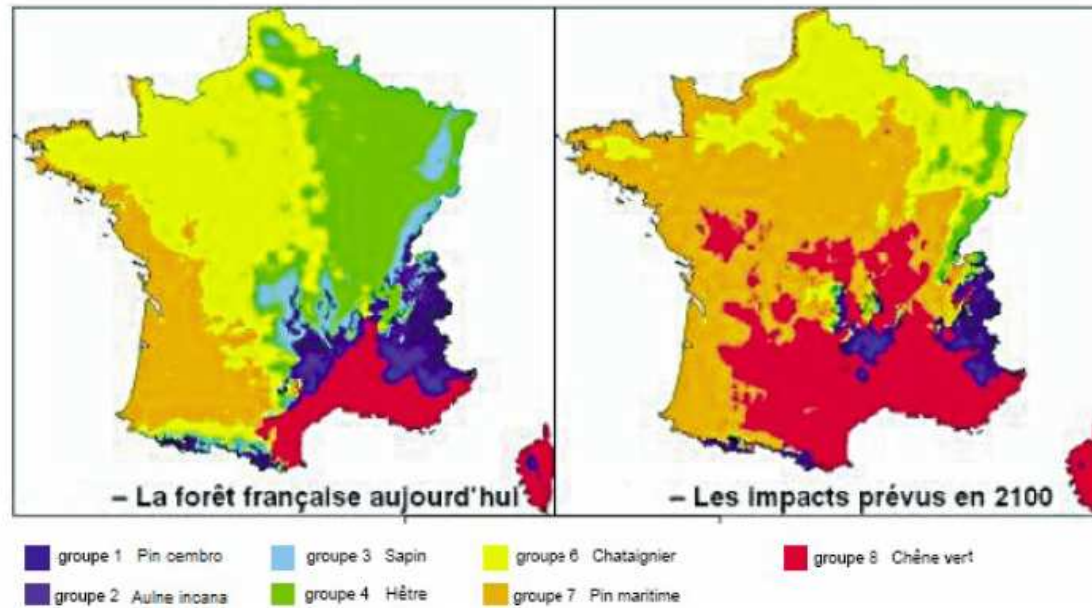 – La forêt française aujourd'hui
– Les impacts prévus en 2100
groupe 1 Pin cembro
groupe 3 Sapin
groupe 6 Chataignier
groupe 8 Chêne vert
groupe 2 Aulne incana
groupe 4 Hêtre
groupe 7 Pin maritime